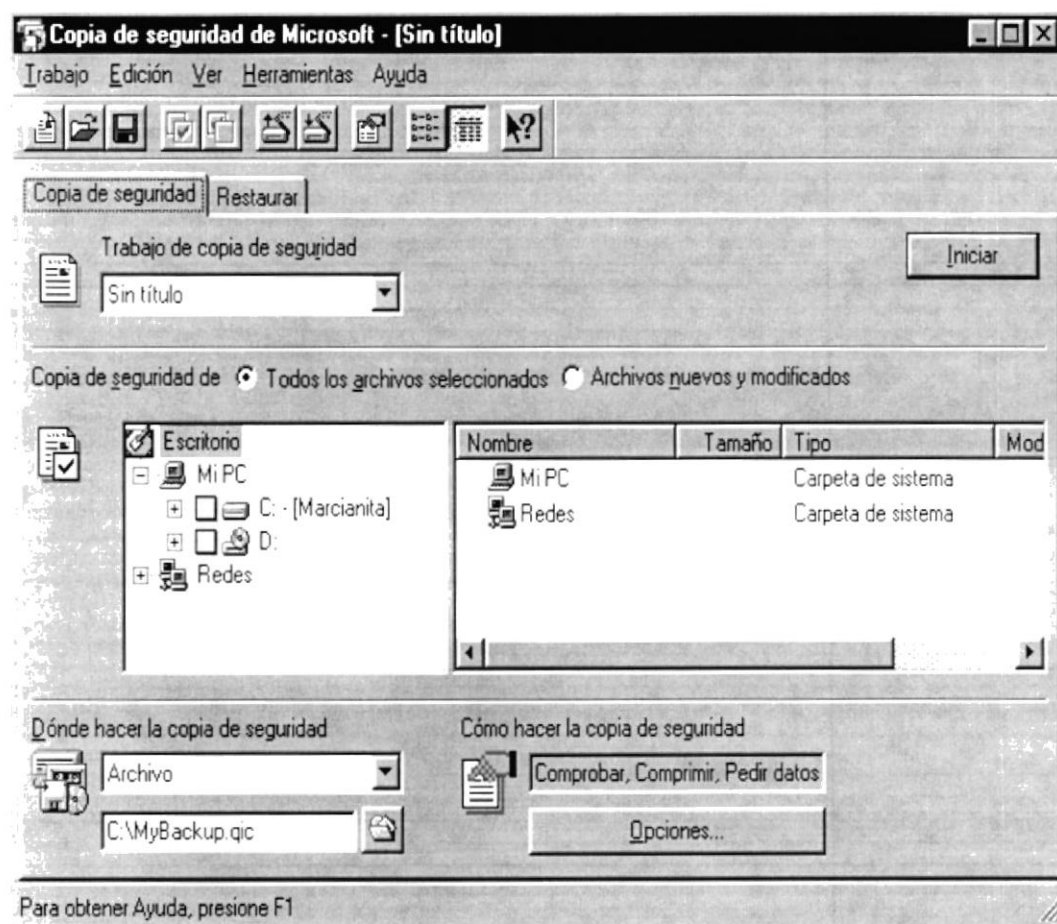 Copia de seguridad de Microsoft - [Sin título]
Trabajo Edición Ver Herramientas Ayuda
Copia de seguridad Restaurar
Trabajo de copia de seguridad
Iniciar
Sin título
Copia de seguridad de Todos los archivos seleccionados Archivos nuevos y modificados
Escritorio
Nombre Tamaño Tipo Mod
Mi PC
Mi PC Carpeta de sistema
C: - [Marcianita]
Redes Carpeta de sistema
D:
Redes
Dónde hacer la copia de seguridad
Cómo hacer la copia de seguridad
Archivo
Comprobar, Comprimir, Pedir datos
C:\MyBackup.qic
Opciones...
Para obtener Ayuda, presione F1